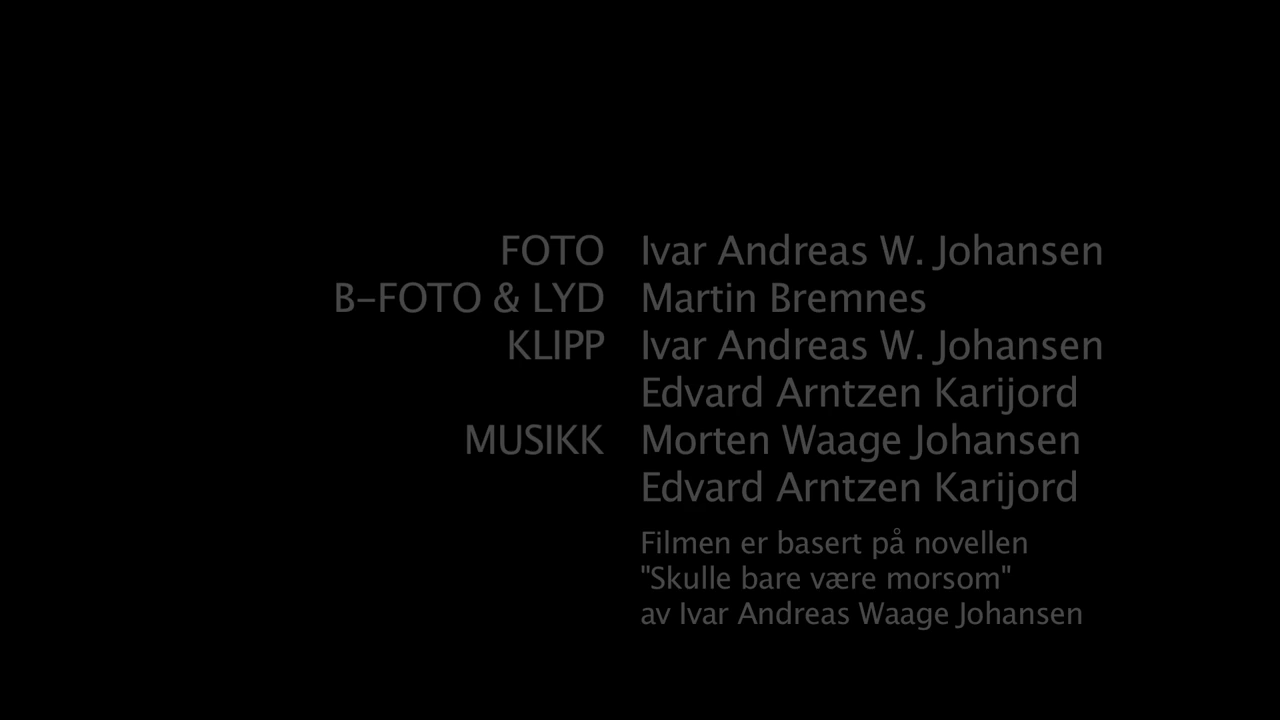 FOTO Ivar Andreas W. Johansen
B-FOTO & LYD Martin Bremnes
KLIPP Ivar Andreas W. Johansen
Edvard Arntzen Karijord
MUSIKK Morten Waage Johansen
Edvard Arntzen Karijord
Filmen er basert på novellen
"Skulle bare være morsom"
av Ivar Andreas Waage Johansen